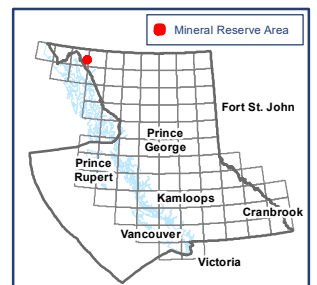 Mineral Reserve Area
Fort St. John
Prince
George
Prince
Rupert
Kamloops
Cranbrook
Vancouver
Victoria